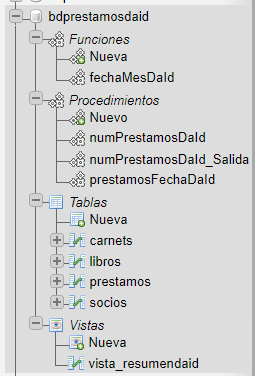 bdprestamosdaid
Funciones
Nueva
fechaMesDaId
Procedimientos
Nuevo
numPrestamosDaId
numPrestamosDaId_Salida
prestamosFechaDaId
Tablas
Nueva
carnets
libros
prestamos
socios
Vistas
Nueva
vista_resumendaid